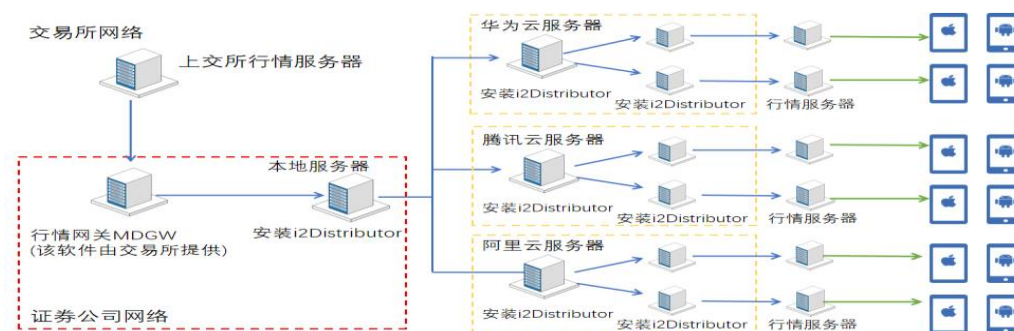 交易所网络
上交所行情服务器
本地服务器
行情网关MDGW
(该软件由交易所提供)
安装i2Distributor
证券公司网络
华为云服务器
安装i2Distributor
安装i2Distributor
行情服务器
腾讯云服务器
安装i2Distributor
安装i2Distributor
行情服务器
阿里云服务器
安装i2Distributor
安装i2Distributor
行情服务器